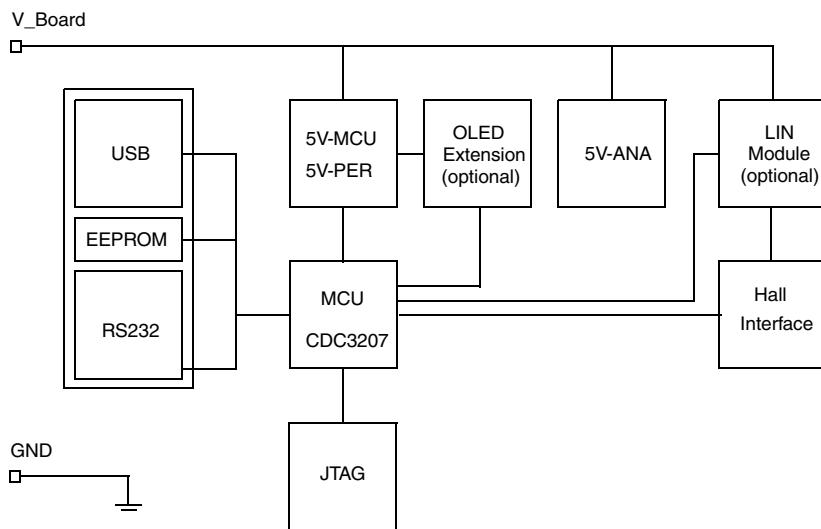 V_Board
USB
EEPROM
RS232
5V-MCU
5V-PER
OLED
Extension
(optional)
5V-ANA
LIN
Module
(optional)
MCU
CDC3207
Hall
Interface
JTAG
GND